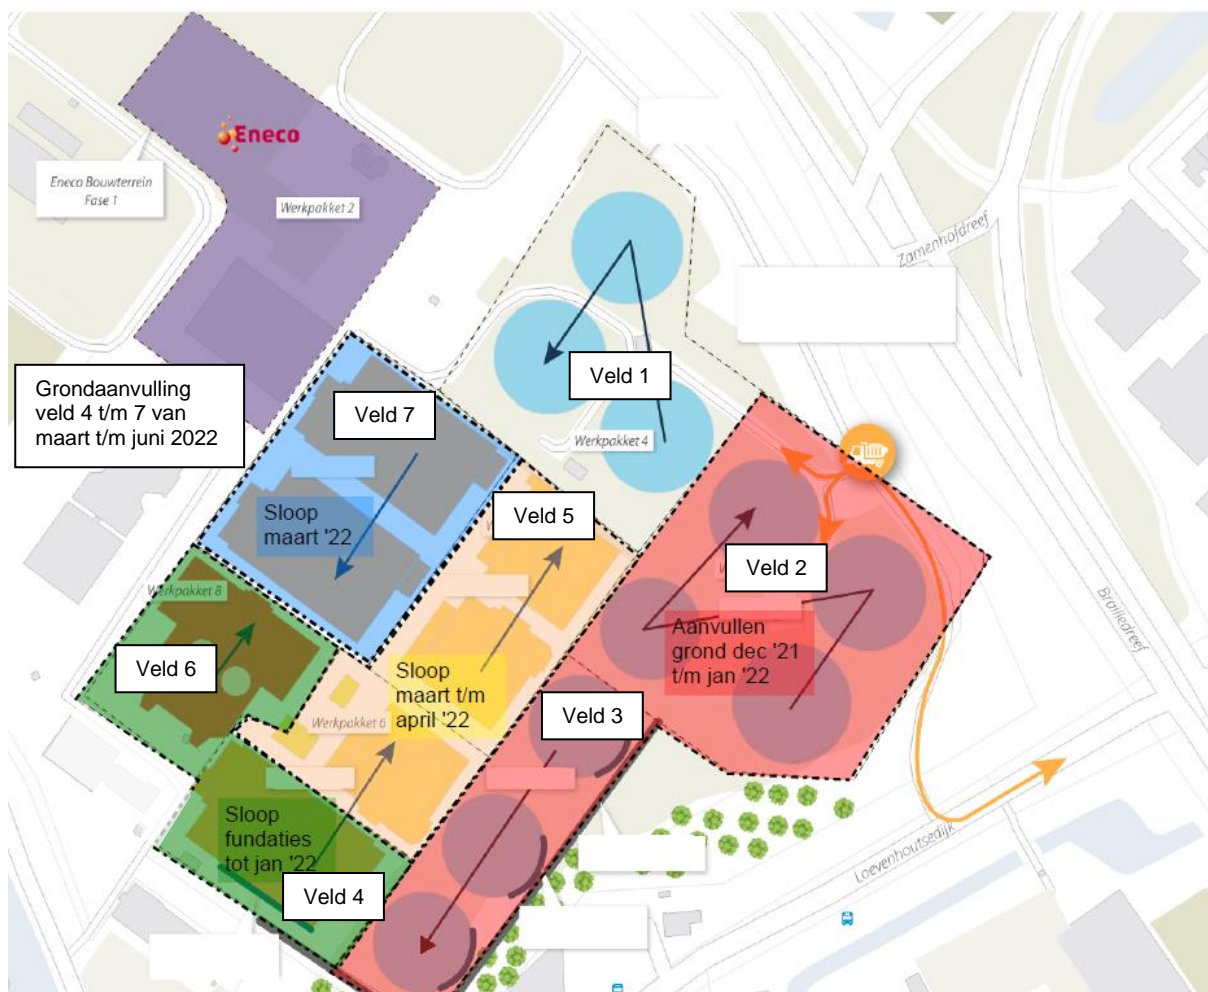 Eneco
Eneco Bouwterrein
Fase 1
Werkpakket 2
Zamenhofdreef
Grondaanvulling
veld 4 t/m 7 van
maart t/m juni 2022
Veld 1
Veld 7
Werkpakket 4
Sloop
maart '22
Veld 5
Veld 2
Werkpakket 8
Braillledreef
Aanvullen
grond dec '21
t/m jan '22
Veld 6
Sloop
maart t/m
april '22
Veld 3
Werkpakket 6
Sloop
fundaties
tot jan '22
Loevenhoutsedijk
Veld 4